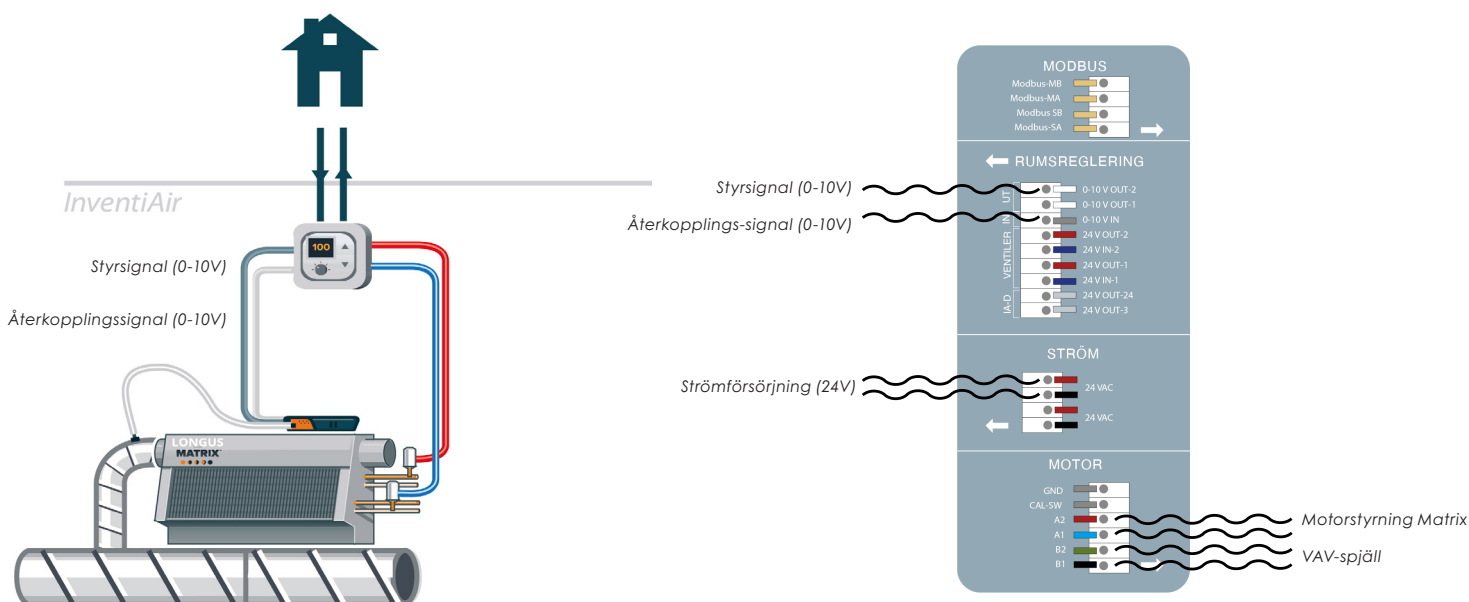 InventiAir
100
Styrsignal (0-10V)
Återkopplingssignal (0-10V)
LONGUS
MATRIX
MODBUS
Modbus-MB
Modbus-MA
Modbus SB
Modbus-SA
RUMSREGLERING
Styrsignal (0-10V)
Återkopplings-signal (0-10V)
UT
IN
VENTILER
IA-D
0-10 V OUT-2
0-10 V OUT-1
0-10 V IN
24 V OUT-2
24 V IN-2
24 V OUT-1
24 V IN-1
24 V OUT-24
24 V OUT-3
STRÖM
Strömförsörjning (24V)
24 VAC
24 VAC
MOTOR
GND
CAL-SW
A2
A1
B2
B1
Motorstyrning Matrix
VAV-spjäll